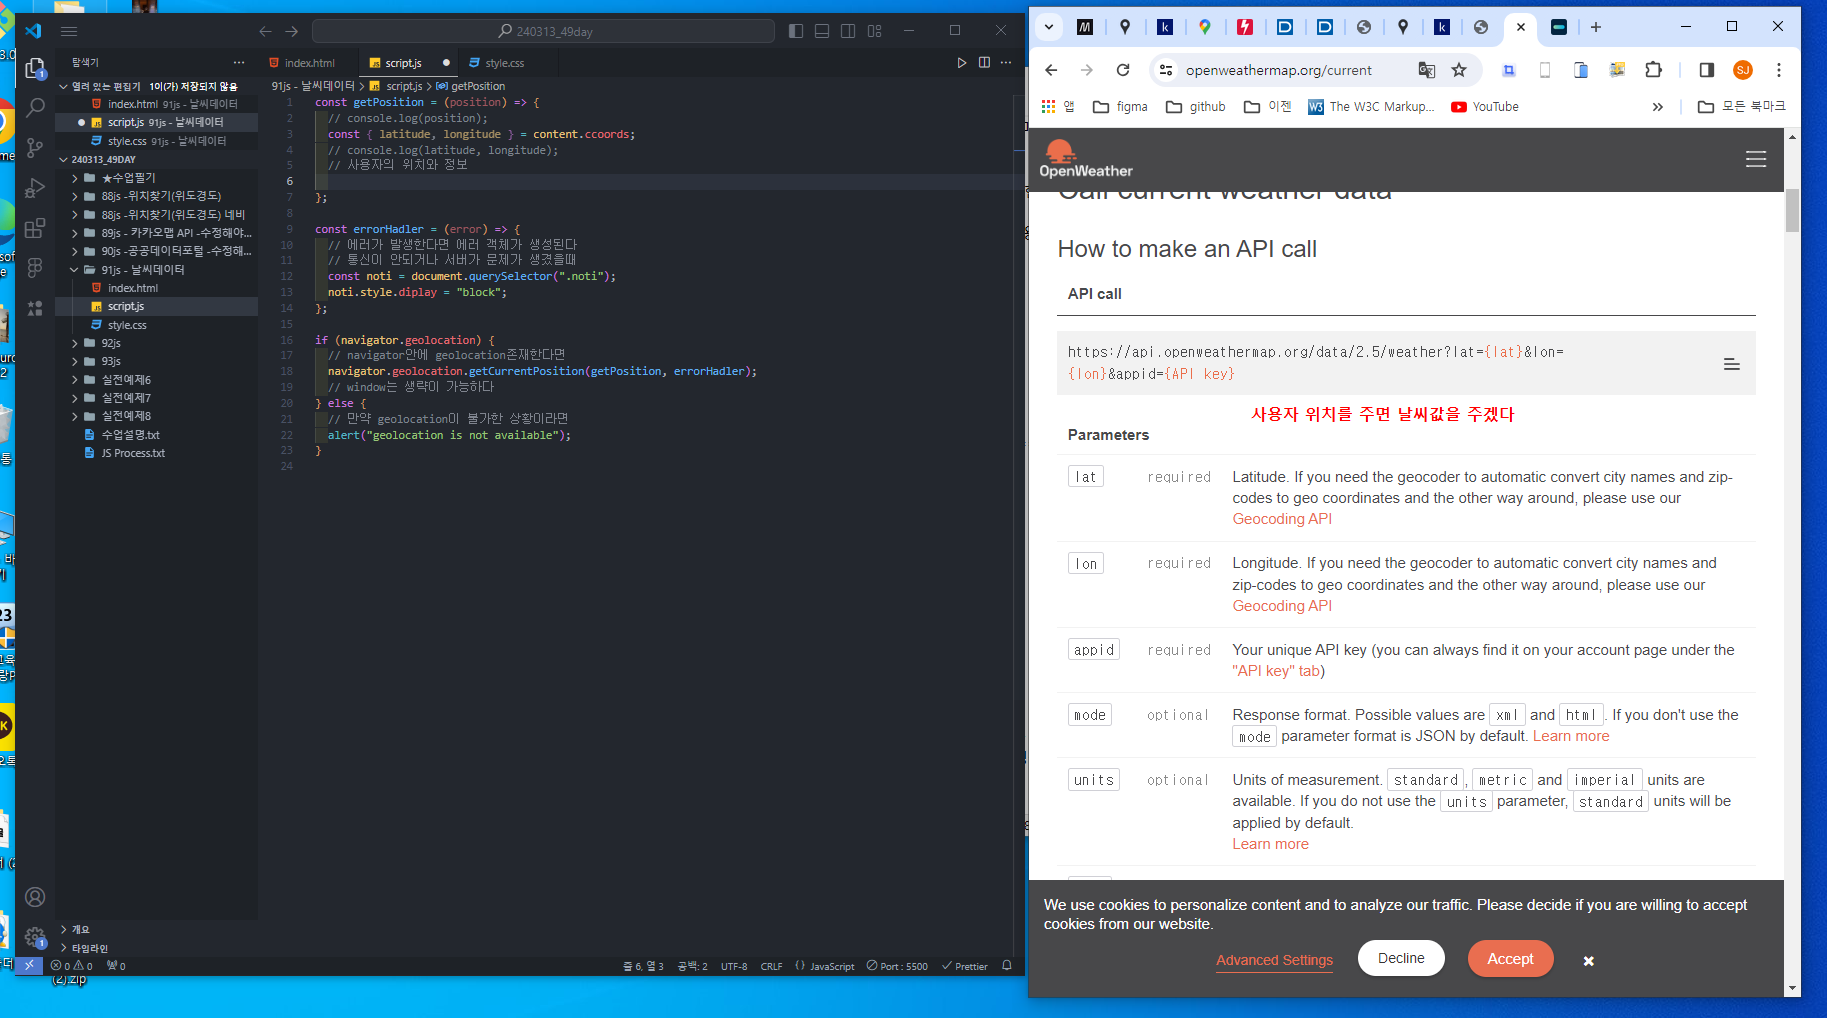 240313_49day
탐색기
index.html
script.js
style.css
열려 있는 편집기 1이(가) 저장되지 않음
index.html 91js - 날씨데이터
script.js 91js - 날씨데이터
style.css 91js - 날씨데이터
240313_49DAY
★수업필기
88js -위치찾기(위도경도)
88js -위치찾기(위도경도) 네비
89js - 카카오맵 API -수정해야...
90js -공공데이터포털 -수정해...
91js - 날씨데이터
index.html
script.js
style.css
92js
93js
실전예제6
실전예제7
실전예제8
수업설명.txt
JS Process.txt
개요
타임라인
91js - 날씨데이터 > script.js > getPosition
1 const getPosition = (position) => {
2 // console.log(position);
3 const { latitude, longitude } = content.ccoords;
4 // console.log(latitude, longitude);
5 // 사용자의 위치와 정보
6
7 };
8
9 const errorHadler = (error) => {
10 // 에러가 발생한다면 에러 객체가 생성된다
11 // 통신이 안되거나 서버가 문제가 생겼을때
12 const noti = document.querySelector(".noti");
13 noti.style.diplay = "block";
14 };
15
16 if (navigator.geolocation) {
17 // navigator안에 geolocation존재한다면
18 navigator.geolocation.getCurrentPosition(getPosition, errorHadler);
19 // window는 생략이 가능하다
20 } else {
21 // 만약 geolocation이 불가한 상황이라면
22 alert("geolocation is not available");
23 }
24
0 0 0 줄 6, 열 3 공백: 2 UTF-8 CRLF {} JavaScript Port : 5500 Prettier
(2).zip
openweathermap.org/current
SJ
앱 figma github 이젠 The W3C Markup... YouTube » 모든 북마크
OpenWeather
Call current weather data
How to make an API call
API call
https://api.openweathermap.org/data/2.5/weather?lat={lat}&lon=
{lon}&appid={API key}
사용자 위치를 주면 날씨값을 주겠다
Parameters
lat required Latitude. If you need the geocoder to automatic convert city names and zip-
codes to geo coordinates and the other way around, please use our
Geocoding API
lon required Longitude. If you need the geocoder to automatic convert city names and
zip-codes to geo coordinates and the other way around, please use our
Geocoding API
appid required Your unique API key (you can always find it on your account page under the
"API key" tab)
mode optional Response format. Possible values are xml and html. If you don't use the
mode parameter format is JSON by default. Learn more
units optional Units of measurement. standard, metric and imperial units are
available. If you do not use the units parameter, standard units will be
applied by default.
Learn more
We use cookies to personalize content and to analyze our traffic. Please decide if you are willing to accept
cookies from our website.
Advanced Settings Decline Accept